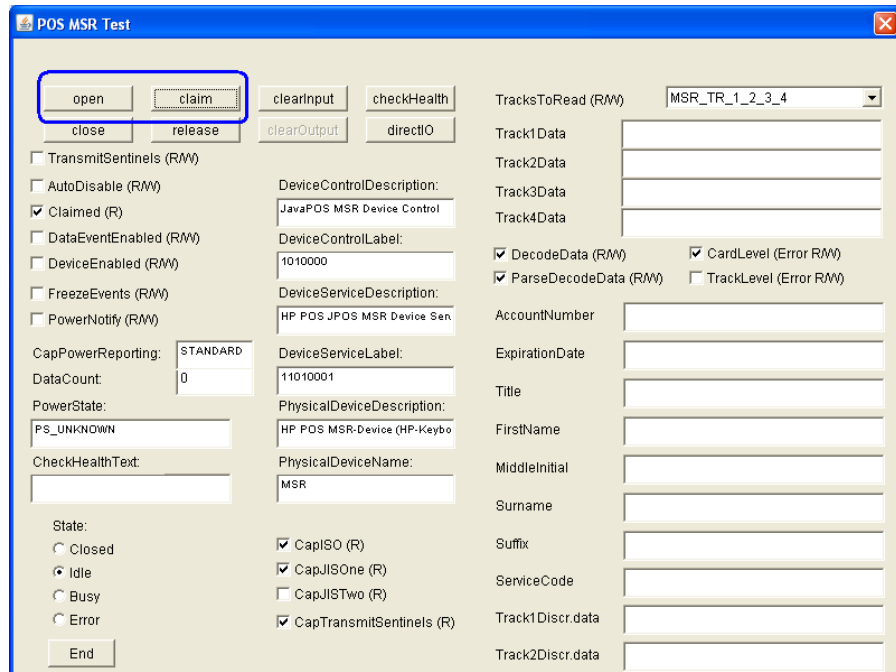 POS MSR Test
open claim clearInput checkHealth
close release clearOutput directIO
TransmitSentinels (R/W)
AutoDisable (R/W)
Claimed (R)
DataEventEnabled (R/W)
DeviceEnabled (R/W)
FreezeEvents (R/W)
PowerNotify (R/W)
CapPowerReporting: STANDARD
DataCount: 0
PowerState:
PS_UNKNOWN
CheckHealthText:
State:
Closed
Idle
Busy
Error
End
DeviceControlDescription:
JavaPOS MSR Device Control
DeviceControlLabel:
1010000
DeviceServiceDescription:
HP POS JPOS MSR Device Ser
DeviceServiceLabel:
11010001
PhysicalDeviceDescription:
HP POS MSR-Device (HP-Keybo
PhysicalDeviceName:
MSR
CapISO (R)
CapJISOne (R)
CapJISTwo (R)
CapTransmitSentinels (R)
TracksToRead (R/W) MSR_TR_1_2_3_4
Track1Data
Track2Data
Track3Data
Track4Data
DecodeData (R/W) CardLevel (Error R/W)
ParseDecodeData (R/W) TrackLevel (Error R/W)
AccountNumber
ExpirationDate
Title
FirstName
MiddleInitial
Surname
Suffix
ServiceCode
Track1Discr.data
Track2Discr.data